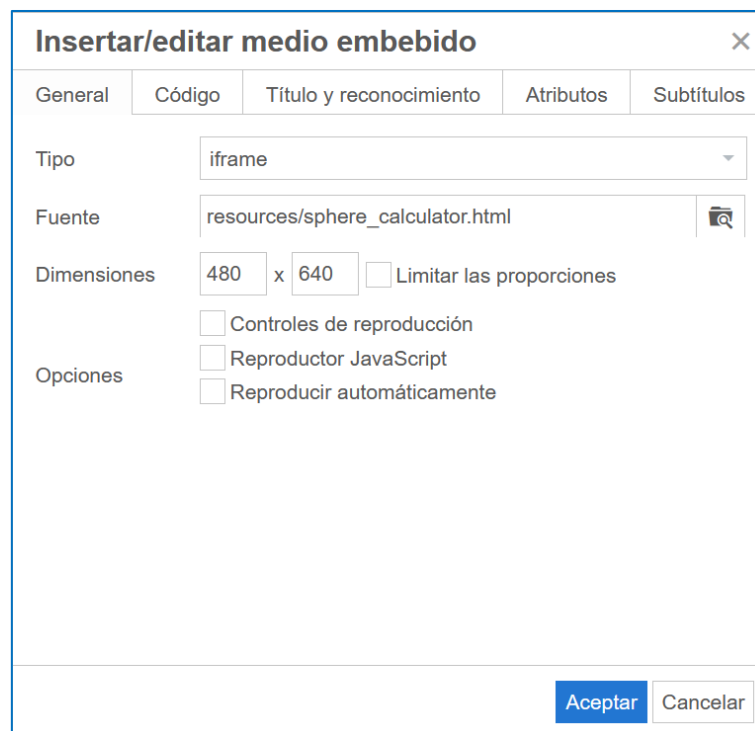 Insertar/editar medio embebido
General Código Título y reconocimiento Atributos Subtítulos
Tipo iframe
Fuente resources/sphere_calculator.html
Dimensiones 480 x 640 Limitar las proporciones
Controles de reproducción
Opciones Reproductor JavaScript
Reproducir automáticamente
Aceptar Cancelar